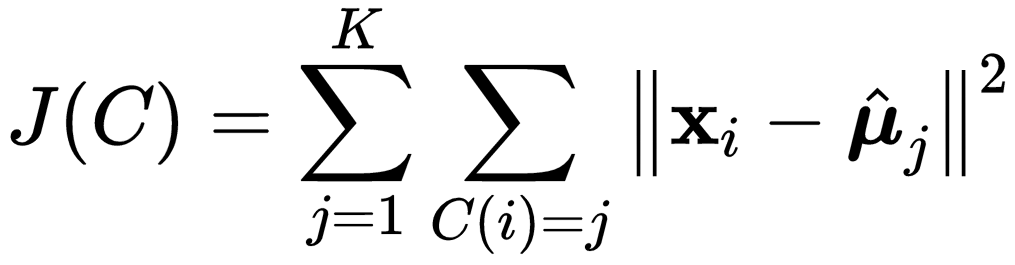 J(C) = \sum_{j=1}^{K} \sum_{C(i)=j} \left\| \mathbf{x}_i - \hat{\boldsymbol{\mu}}_j \right\|^2